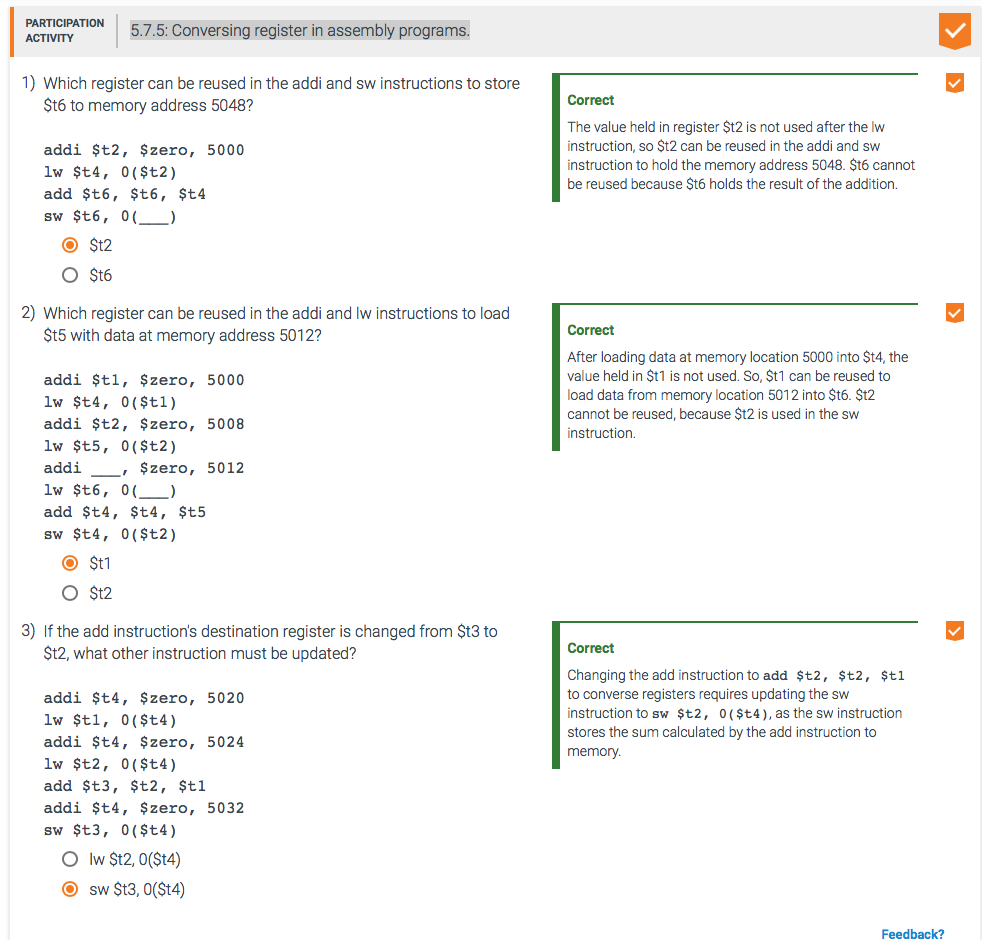 PARTICIPATION
ACTIVITY
5.7.5: Conversing register in assembly programs.
1) Which register can be reused in the addi and sw instructions to store
$t6 to memory address 5048?
addi $t2, $zero, 5000
lw $t4, 0($t2)
add $t6, $t6, $t4
sw $t6, 0(___)
$t2
$t6
Correct
The value held in register $t2 is not used after the lw
instruction, so $t2 can be reused in the addi and sw
instruction to hold the memory address 5048. $t6 cannot
be reused because $t6 holds the result of the addition.
2) Which register can be reused in the addi and lw instructions to load
$t5 with data at memory address 5012?
addi $t1, $zero, 5000
lw $t4, 0($t1)
addi $t2, $zero, 5008
lw $t5, 0($t2)
addi ___, $zero, 5012
lw $t6, 0(___)
add $t4, $t4, $t5
sw $t4, 0($t2)
$t1
$t2
Correct
After loading data at memory location 5000 into $t4, the
value held in $t1 is not used. So, $t1 can be reused to
load data from memory location 5012 into $t6. $t2
cannot be reused, because $t2 is used in the sw
instruction.
3) If the add instruction's destination register is changed from $t3 to
$t2, what other instruction must be updated?
addi $t4, $zero, 5020
lw $t1, 0($t4)
addi $t4, $zero, 5024
lw $t2, 0($t4)
add $t3, $t2, $t1
addi $t4, $zero, 5032
sw $t3, 0($t4)
lw $t2, 0($t4)
sw $t3, 0($t4)
Correct
Changing the add instruction to add $t2, $t2, $t1
to converse registers requires updating the sw
instruction to sw $t2, 0($t4), as the sw instruction
stores the sum calculated by the add instruction to
memory.
Feedback?